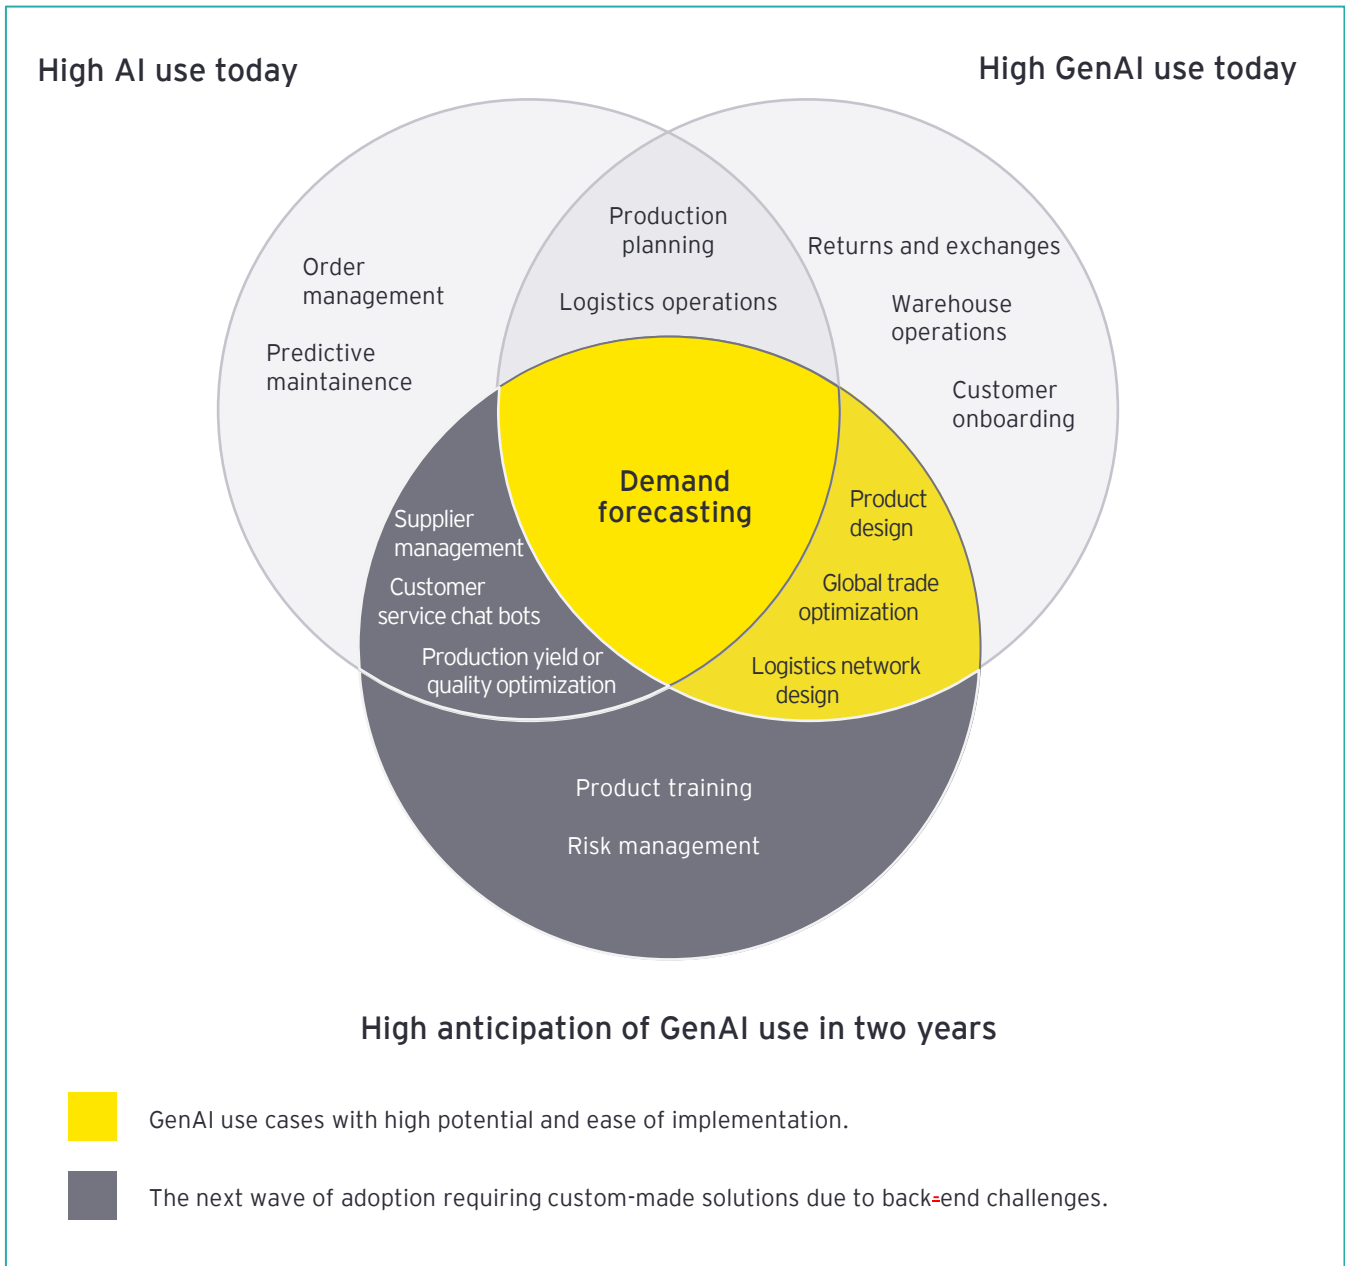 High AI use today
High GenAI use today
Production
planning
Logistics operations
Order
management
Predictive
maintainence
Returns and exchanges
Warehouse
operations
Customer
onboarding
Demand
forecasting
Supplier
management
Customer
service chat bots
Production yield or
quality optimization
Product
design
Global trade
optimization
Logistics network
design
Product training
Risk management
High anticipation of GenAI use in two years
GenAI use cases with high potential and ease of implementation.
The next wave of adoption requiring custom-made solutions due to back-end challenges.